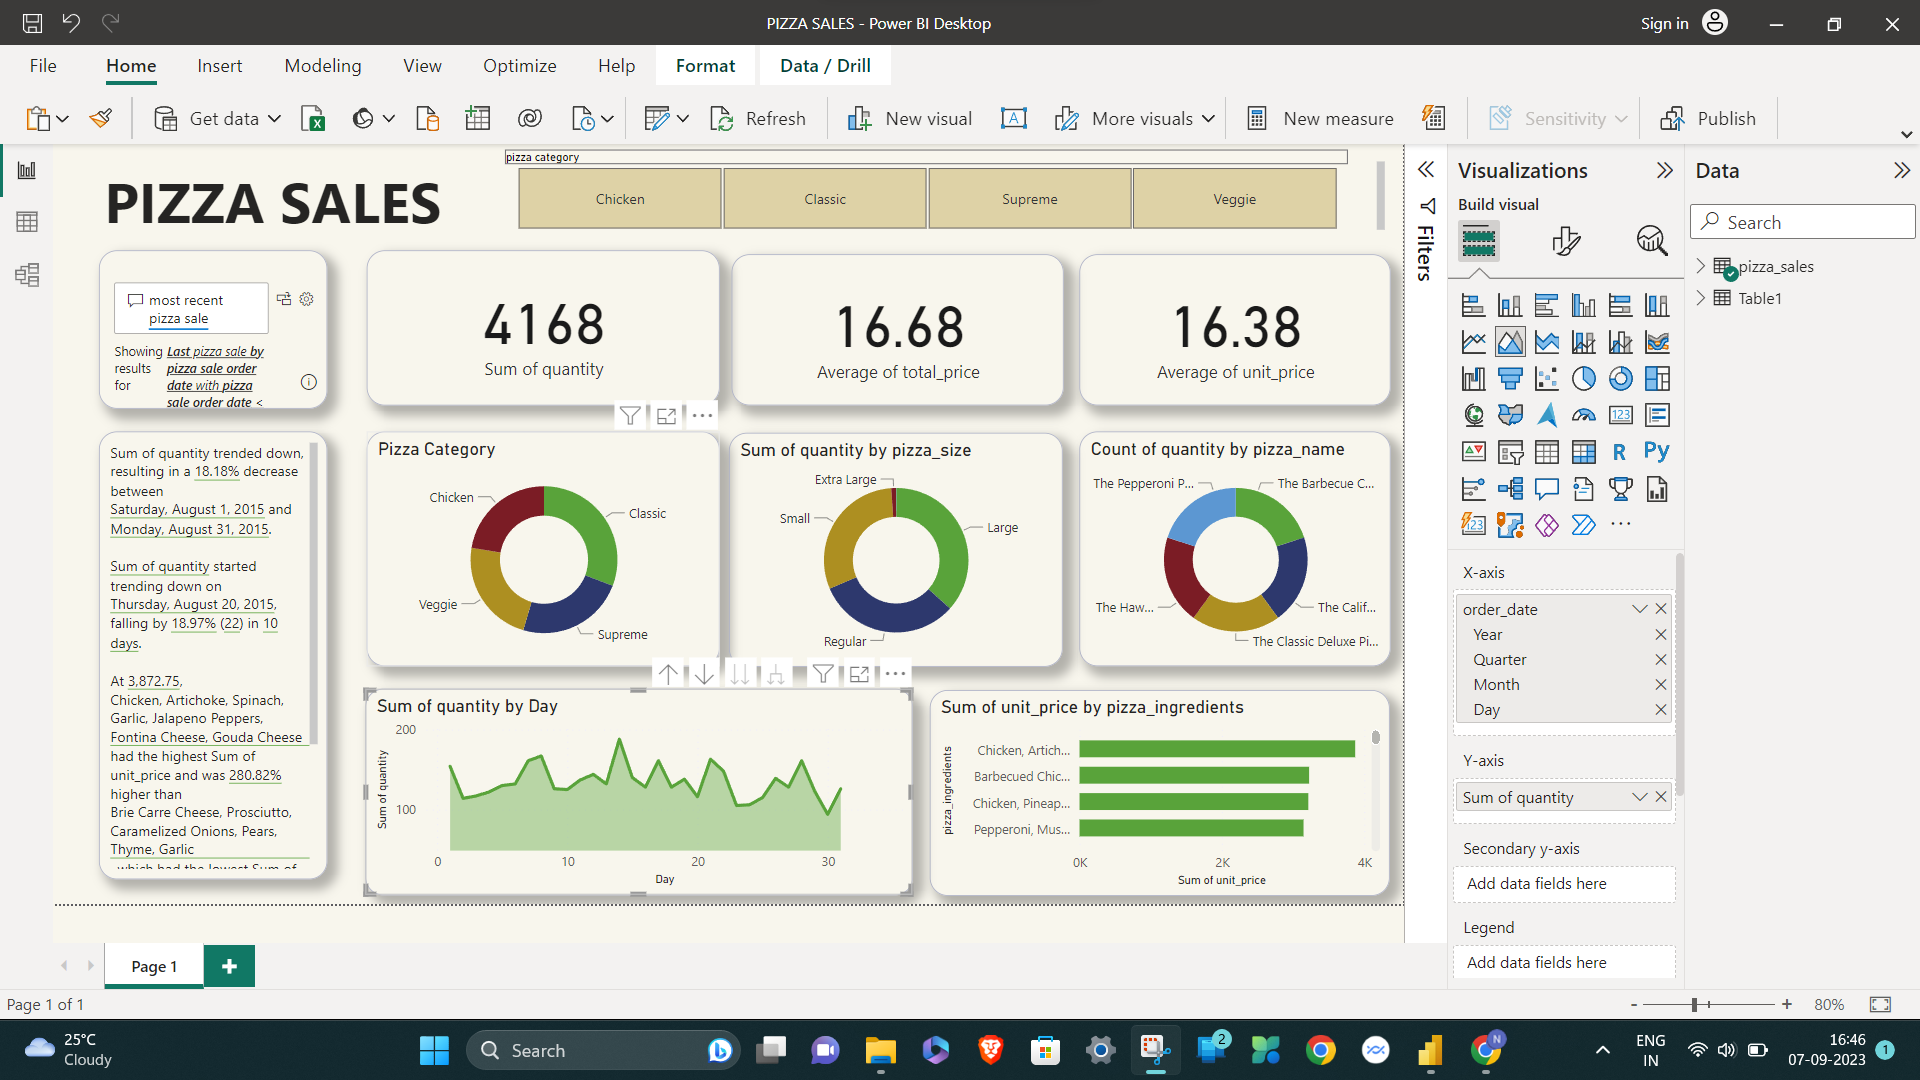 PIZZA SALES - Power BI Desktop
Sign in
File Home Insert Modeling View Optimize Help Format Data / Drill
Get data
Refresh
New visual
A
More visuals
New measure
Sensitivity
Publish
pizza category
Chicken Classic Supreme Veggie
PIZZA SALES
most recent
pizza sale
Showing
results
for
Last pizza sale by
pizza sale order
date with pizza
sale order date <
4168
Sum of quantity
16.68
Average of total_price
16.38
Average of unit_price
Sum of quantity trended down,
resulting in a 18.18% decrease
between
Saturday, August 1, 2015 and
Monday, August 31, 2015.
Sum of quantity started
trending down on
Thursday, August 20, 2015,
falling by 18.97% (22) in 10
days.
At 3,872.75,
Chicken, Artichoke, Spinach,
Garlic, Jalapeno Peppers,
Fontina Cheese, Gouda Cheese
had the highest Sum of
unit_price and was 280.82%
higher than
Brie Carre Cheese, Prosciutto,
Caramelized Onions, Pears,
Thyme, Garlic
, which had the lowest Sum of
Pizza Category
Chicken
Classic
Veggie
Supreme
Sum of quantity by pizza_size
Extra Large
Small
Large
Regular
Count of quantity by pizza_name
The Pepperoni P...
The Barbecue C...
The Haw...
The Calif...
The Classic Deluxe Pi...
Sum of quantity by Day
Sum of quantity
200
100
0 10 20 30
Day
Sum of unit_price by pizza_ingredients
pizza_ingredients
Chicken, Artich...
Barbecued Chic...
Chicken, Pineap...
Pepperoni, Mus...
0K 2K 4K
Sum of unit_price
Filters
Visualizations
Build visual
123
R
Py
123
X-axis
order_date
Year
Quarter
Month
Day
Y-axis
Sum of quantity
Secondary y-axis
Add data fields here
Legend
Add data fields here
Data
Search
pizza_sales
Table1
Page 1
Page 1 of 1
80%
25°C
Cloudy
Search
2
N
ENG
IN
16:46
07-09-2023
1